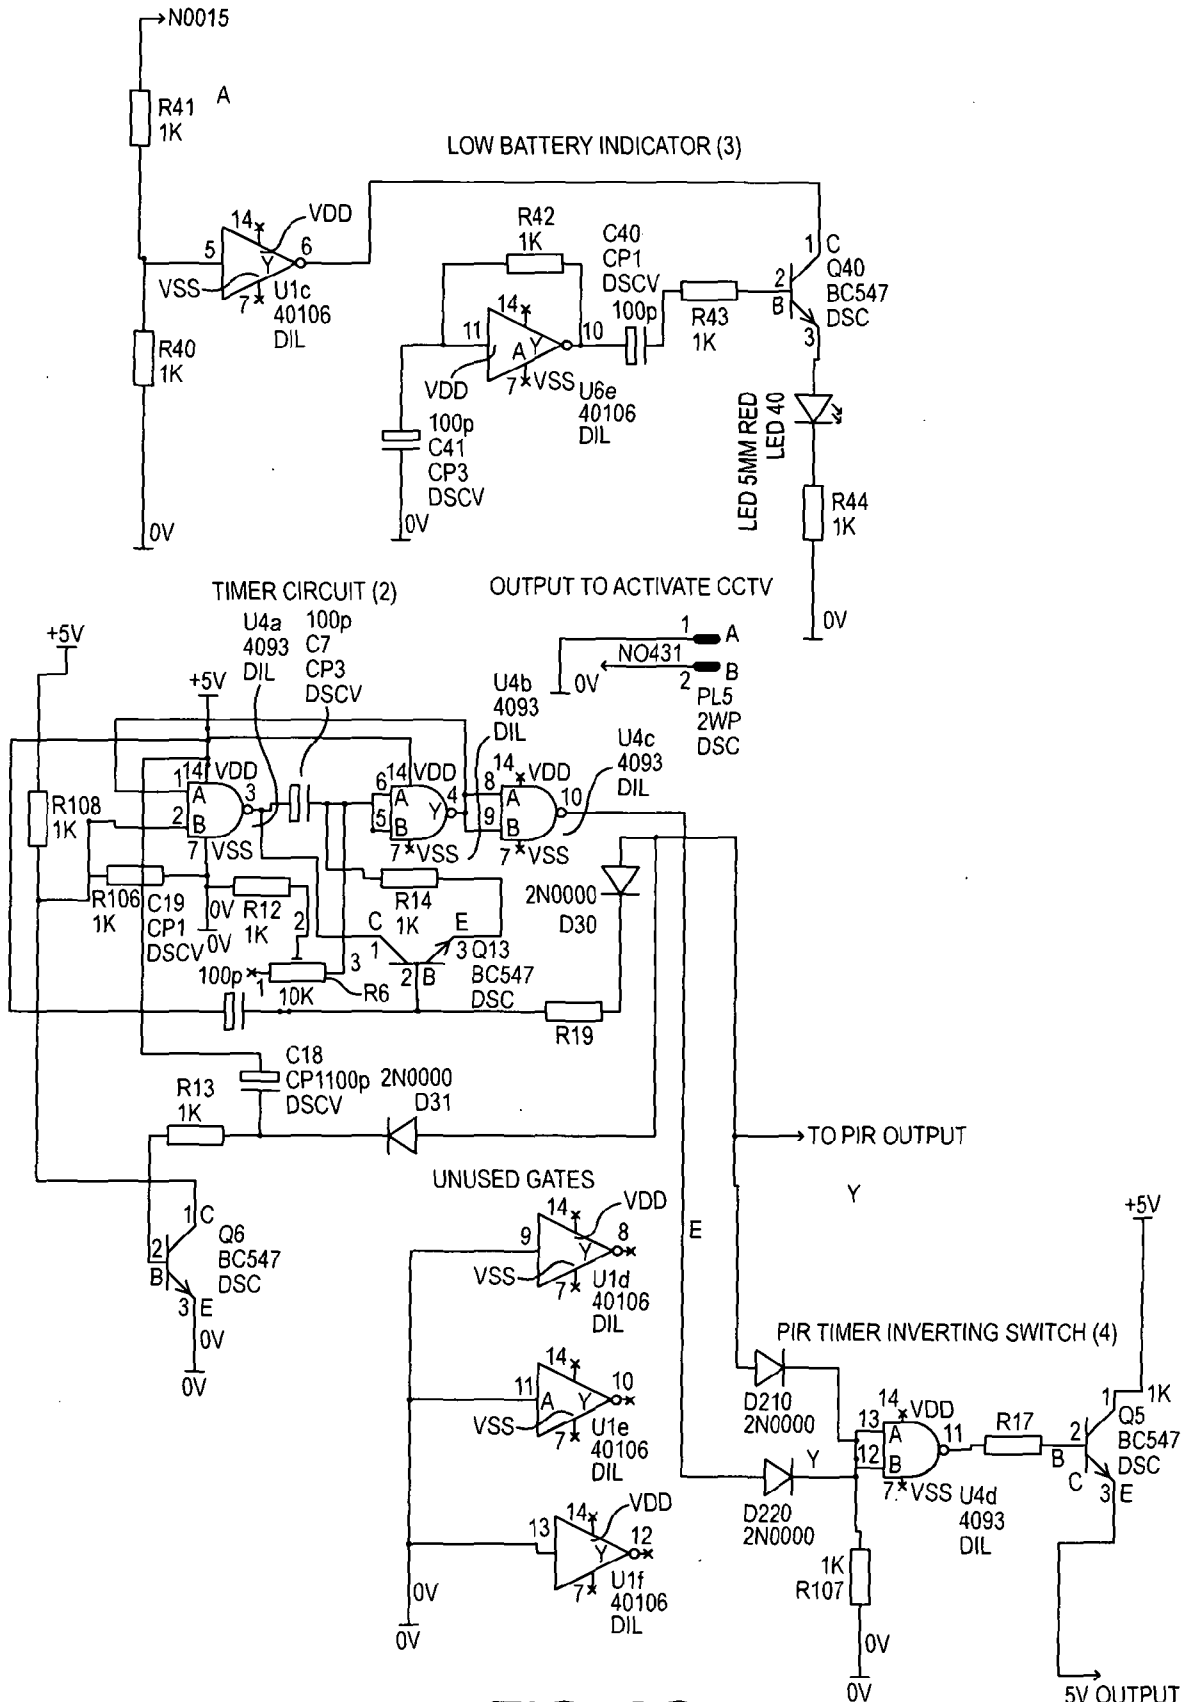 N0015
R41
1K
A
LOW BATTERY INDICATOR (3)
14
VDD
5
Y
6
VSS
7
U1c
40106
DIL
R40
1K
0V
R42
1K
C40
CP1
DSCV
100p
14
11
A Y
10
VDD
7
VSS
U6e
40106
DIL
R43
1K
1
C
2
B
Q40
BC547
DSC
3
100p
C41
CP3
DSCV
0V
LED 5MM RED
LED 40
R44
1K
0V
TIMER CIRCUIT (2)
OUTPUT TO ACTIVATE CCTV
+5V
+5V
U4a
4093
DIL
100p
C7
CP3
DSCV
1
A
NO431
2
B
0V
PL5
2WP
DSC
U4b
4093
DIL
U4c
4093
DIL
14
VDD
1
A
3
2
B
7
VSS
14
VDD
6
A
Y
4
5
B
7
VSS
14
VDD
8
A
10
9
B
7
VSS
R108
1K
R106
1K
C19
CP1
DSCV
100p
0V
0V
R12
1K
2
3
1
10K
R6
R14
1K
C
1
E
3
2
B
Q13
BC547
DSC
2N0000
D30
R19
C18
CP1100p
DSCV
2N0000
D31
R13
1K
1
C
2
B
Q6
BC547
DSC
3
E
0V
0V
TO PIR OUTPUT
Y
E
UNUSED GATES
14
VDD
9
Y
8
VSS
7
U1d
40106
DIL
14
11
A
Y
10
VSS
7
U1e
40106
DIL
14
VDD
13
Y
12
7
U1f
40106
DIL
0V
0V
+5V
PIR TIMER INVERTING SWITCH (4)
D210
2N0000
D220
2N0000
Y
14
VDD
13
A
11
12
B
7
VSS
U4d
4093
DIL
R17
1
1K
2
B
C
Q5
BC547
DSC
3
E
1K
R107
0V
0V
5V OUTPUT